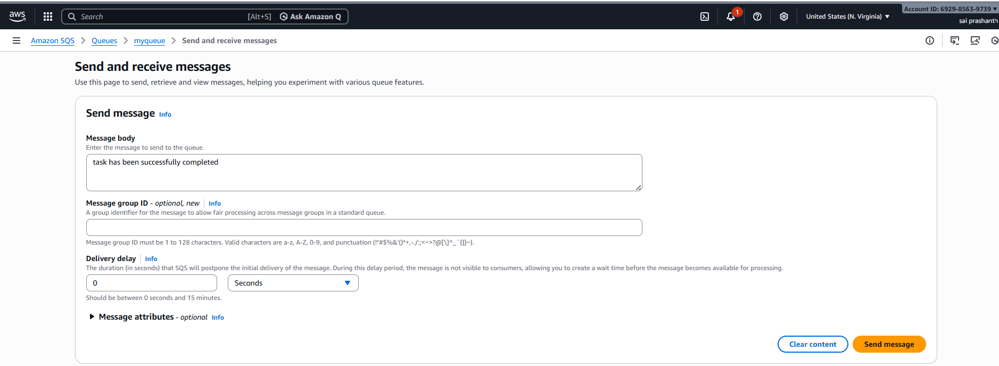 aws
Search [Alt+S] Ask Amazon Q
1
United States (N. Virginia)
Account ID: 6929-8563-9739
sai prashanth
Amazon SQS > Queues > myqueue > Send and receive messages
Send and receive messages
Use this page to send, retrieve and view messages, helping you experiment with various queue features.
Send message Info
Message body
Enter the message to send to the queue.
task has been successfully completed
Message group ID - optional, new Info
A group identifier for the message to allow fair processing across message groups in a standard queue.
Message group ID must be 1 to 128 characters. Valid characters are a-z, A-Z, 0-9, and punctuation (!"#$%&'()*+,-./:;<=>?@[\]^_`{|}~).
Delivery delay Info
The duration (in seconds) that SQS will postpone the initial delivery of the message. During this delay period, the message is not visible to consumers, allowing you to create a wait time before the message becomes available for processing.
0 Seconds
Should be between 0 seconds and 15 minutes.
Message attributes - optional Info
Clear content Send message